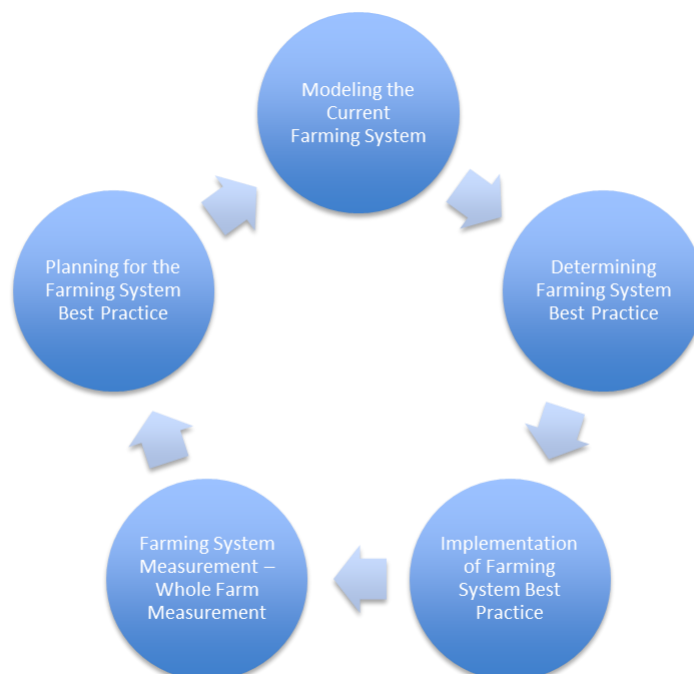 Modeling the
Current
Farming System
Determining
Farming System
Best Practice
Implementation
of Farming
System Best
Practice
Farming System
Measurement –
Whole Farm
Measurement
Planning for the
Farming System
Best Practice